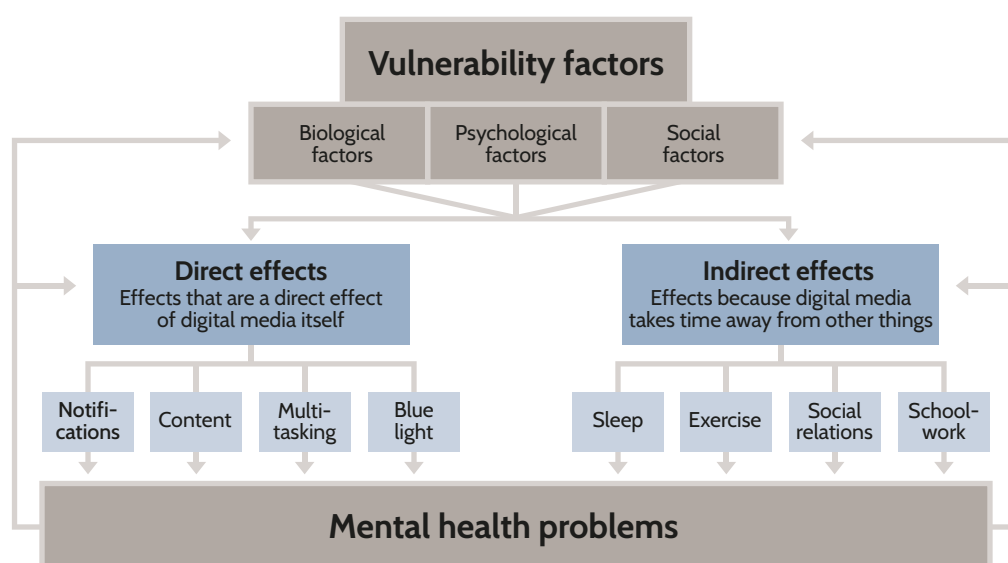 Vulnerability factors
Biological
factors
Psychological
factors
Social
factors
Direct effects
Effects that are a direct effect
of digital media itself
Indirect effects
Effects because digital media
takes time away from other things
Notifi-
cations
Content
Multi-
tasking
Blue
light
Sleep
Exercise
Social
relations
School-
work
Mental health problems